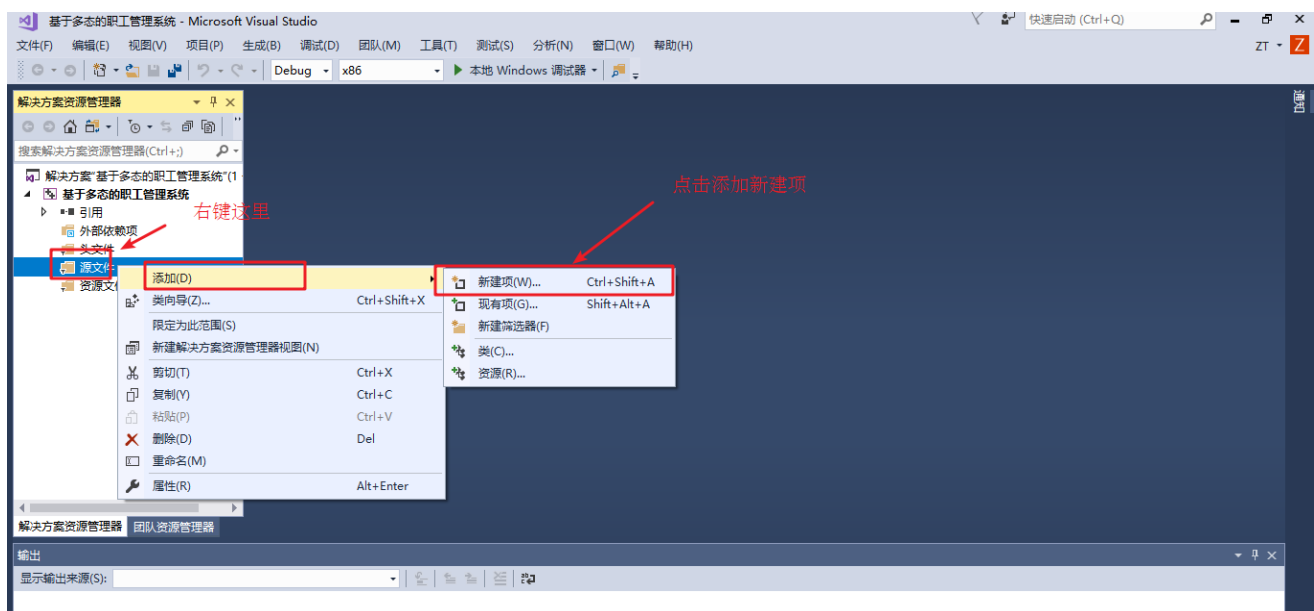 基于多态的职工管理系统 - Microsoft Visual Studio
快速启动 (Ctrl+Q)
文件(F) 编辑(E) 视图(V) 项目(P) 生成(B) 调试(D) 团队(M) 工具(T) 测试(S) 分析(N) 窗口(W) 帮助(H)
ZT Z
Debug x86 本地 Windows 调试器
解决方案资源管理器
通知
搜索解决方案资源管理器(Ctrl+;)
解决方案"基于多态的职工管理系统"(1
基于多态的职工管理系统
引用
外部依赖项
头文件
源文件
资源文
右键这里
点击添加新建项
添加(D)
类向导(Z)... Ctrl+Shift+X
限定为此范围(S)
新建解决方案资源管理器视图(N)
剪切(T) Ctrl+X
复制(Y) Ctrl+C
粘贴(P) Ctrl+V
删除(D) Del
重命名(M)
属性(R) Alt+Enter
新建项(W)... Ctrl+Shift+A
现有项(G)... Shift+Alt+A
新建筛选器(F)
类(C)...
资源(R)...
解决方案资源管理器 团队资源管理器
输出
显示输出来源(S):